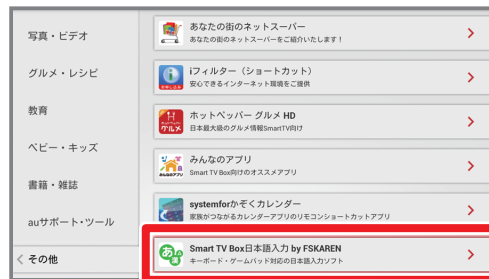 写真・ビデオ
グルメ・レシピ
教育
ベビー・キッズ
書籍・雑誌
auサポート・ツール
その他
あなたの街のネットスーパー
あなたの街のネットスーパーをご紹介いたします！
iフィルター（ショートカット）
安心できるインターネット環境をご提供
ホットペッパー グルメ HD
日本最大級のグルメ情報SmartTV向け
みんなのアプリ
Smart TV Box向けのオススメアプリ
systemforかぞくカレンダー
家族がつながるカレンダーアプリのリモコンショートカットアプリ
Smart TV Box日本語入力 by FSKAREN
キーボード・ゲームパッド対応の日本語入力ソフト